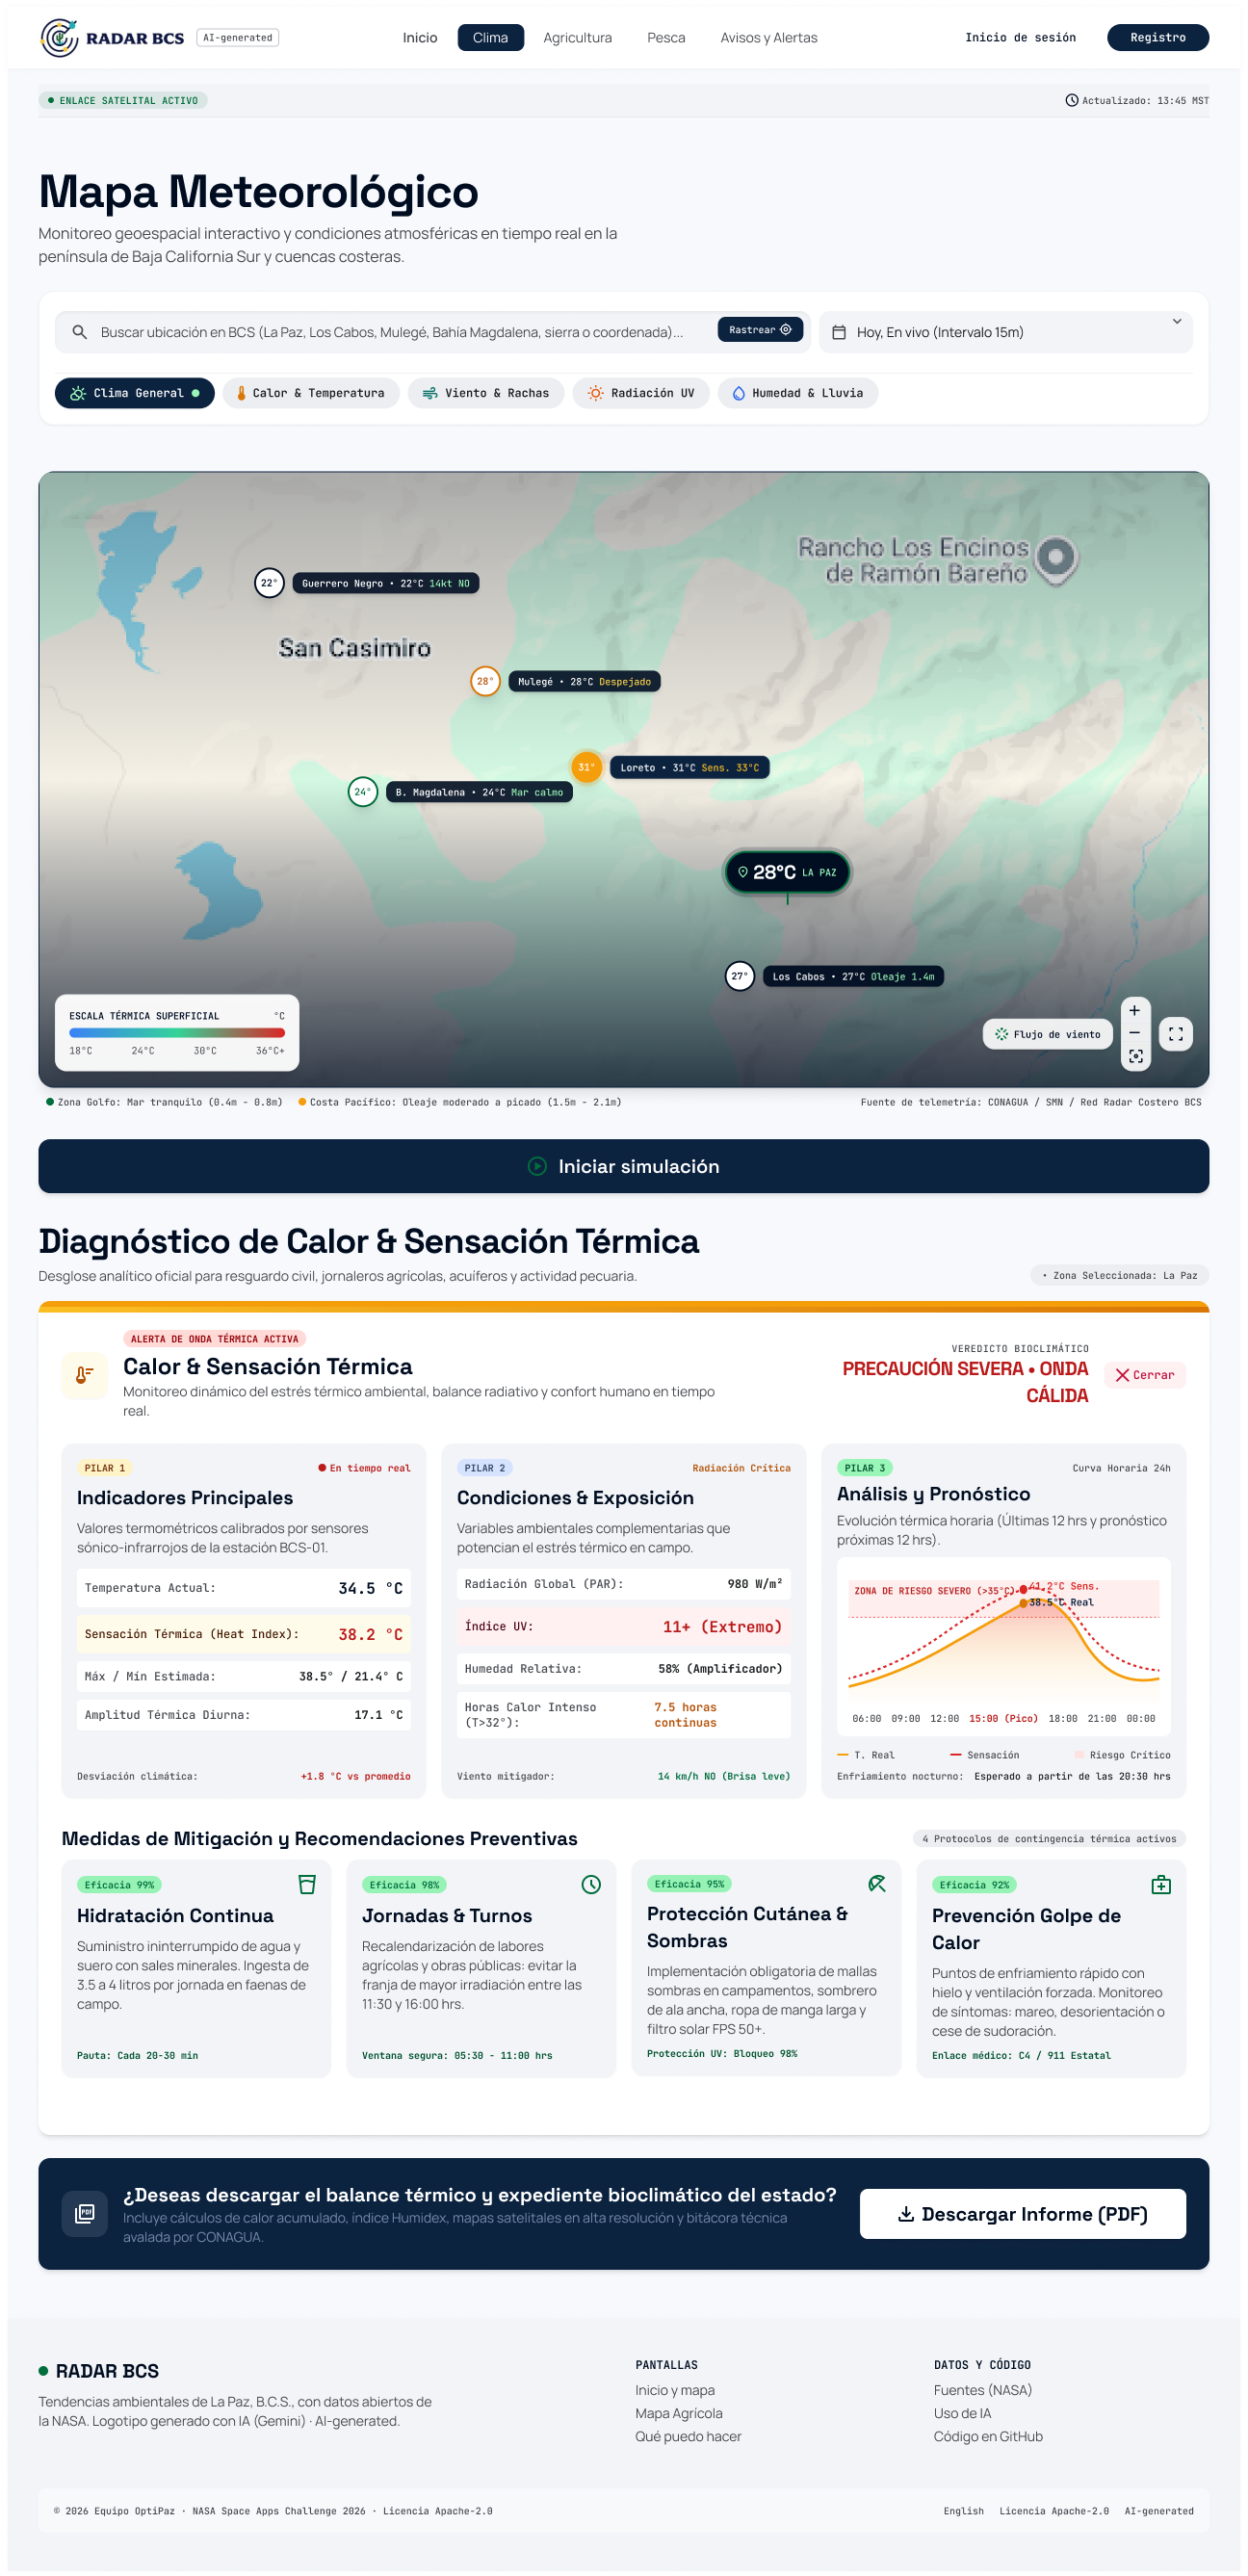 RADAR BCS
AI-generated
Inicio
Clima
Agricultura
Pesca
Avisos y Alertas
Inicio de sesión
Registro
ENLACE SATELITAL ACTIVO
Actualizado: 13:45 MST
Mapa Meteorológico
Monitoreo geoespacial interactivo y condiciones atmosféricas en tiempo real en la
península de Baja California Sur y cuencas costeras.
Buscar ubicación en BCS (La Paz, Los Cabos, Mulegé, Bahía Magdalena, sierra o coordenada)...
Rastrear
Hoy, En vivo (Intervalo 15m)
Clima General
Calor & Temperatura
Viento & Rachas
Radiación UV
Humedad & Lluvia
Rancho Los Encinos
de Ramón Bareño
22°
Guerrero Negro • 22°C 14kt NO
San Casimiro
28°
Mulegé • 28°C Despejado
31°
Loreto • 31°C Sens. 33°C
24°
B. Magdalena • 24°C Mar calmo
28°C LA PAZ
27°
Los Cabos • 27°C Oleaje 1.4m
ESCALA TÉRMICA SUPERFICIAL °C
18°C 24°C 30°C 36°C+
Flujo de viento
Zona Golfo: Mar tranquilo (0.4m - 0.8m)
Costa Pacífico: Oleaje moderado a picado (1.5m - 2.1m)
Fuente de telemetría: CONAGUA / SMN / Red Radar Costero BCS
Iniciar simulación
Diagnóstico de Calor & Sensación Térmica
Desglose analítico oficial para resguardo civil, jornaleros agrícolas, acuíferos y actividad pecuaria.
• Zona Seleccionada: La Paz
ALERTA DE ONDA TÉRMICA ACTIVA
Calor & Sensación Térmica
Monitoreo dinámico del estrés térmico ambiental, balance radiativo y confort humano en tiempo
real.
VEREDICTO BIOCLIMÁTICO
PRECAUCIÓN SEVERA • ONDA
CÁLIDA
Cerrar
PILAR 1
En tiempo real
Indicadores Principales
Valores termométricos calibrados por sensores
sónico-infrarrojos de la estación BCS-01.
Temperatura Actual: 34.5 °C
Sensación Térmica (Heat Index): 38.2 °C
Máx / Mín Estimada: 38.5° / 21.4° C
Amplitud Térmica Diurna: 17.1 °C
Desviación climática: +1.8 °C vs promedio
PILAR 2
Radiación Crítica
Condiciones & Exposición
Variables ambientales complementarias que
potencian el estrés térmico en campo.
Radiación Global (PAR): 980 W/m²
Índice UV: 11+ (Extremo)
Humedad Relativa: 58% (Amplificador)
Horas Calor Intenso
(T>32°):
7.5 horas
continuas
Viento mitigador: 14 km/h NO (Brisa leve)
PILAR 3
Curva Horaria 24h
Análisis y Pronóstico
Evolución térmica horaria (Últimas 12 hrs y pronóstico
próximas 12 hrs).
41.2°C Sens.
ZONA DE RIESGO SEVERO (>35°C)
38.5°C Real
06:00 09:00 12:00 15:00 (Pico) 18:00 21:00 00:00
T. Real
Sensación
Riesgo Crítico
Enfriamiento nocturno: Esperado a partir de las 20:30 hrs
Medidas de Mitigación y Recomendaciones Preventivas
4 Protocolos de contingencia térmica activos
Eficacia 99%
Hidratación Continua
Suministro ininterrumpido de agua y
suero con sales minerales. Ingesta de
3.5 a 4 litros por jornada en faenas de
campo.
Pauta: Cada 20-30 min
Eficacia 98%
Jornadas & Turnos
Recalendarización de labores
agrícolas y obras públicas: evitar la
franja de mayor irradiación entre las
11:30 y 16:00 hrs.
Ventana segura: 05:30 - 11:00 hrs
Eficacia 95%
Protección Cutánea &
Sombras
Implementación obligatoria de mallas
sombras en campamentos, sombrero
de ala ancha, ropa de manga larga y
filtro solar FPS 50+.
Protección UV: Bloqueo 98%
Eficacia 92%
Prevención Golpe de
Calor
Puntos de enfriamiento rápido con
hielo y ventilación forzada. Monitoreo
de síntomas: mareo, desorientación o
cese de sudoración.
Enlace médico: C4 / 911 Estatal
PDF
¿Deseas descargar el balance térmico y expediente bioclimático del estado?
Incluye cálculos de calor acumulado, índice Humidex, mapas satelitales en alta resolución y bitácora técnica
avalada por CONAGUA.
Descargar Informe (PDF)
RADAR BCS
Tendencias ambientales de La Paz, B.C.S., con datos abiertos de
la NASA. Logotipo generado con IA (Gemini) · AI-generated.
PANTALLAS
Inicio y mapa
Mapa Agrícola
Qué puedo hacer
DATOS Y CÓDIGO
Fuentes (NASA)
Uso de IA
Código en GitHub
© 2026 Equipo OptiPaz · NASA Space Apps Challenge 2026 · Licencia Apache-2.0
English
Licencia Apache-2.0
AI-generated